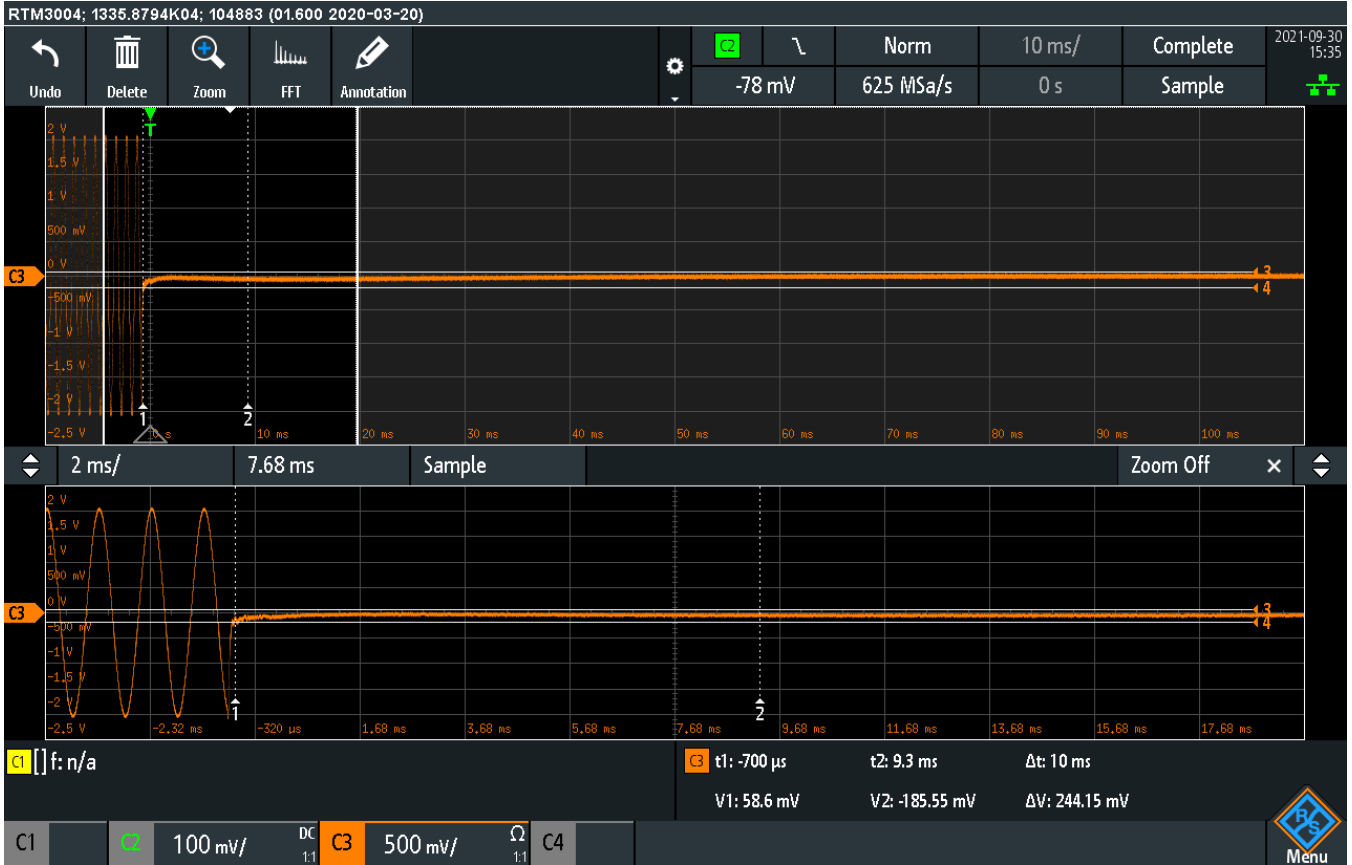 RTM3004; 1335.8794K04; 104883 (01.600 2020-03-20)
Undo Delete Zoom FFT Annotation
C2 Norm 10 ms/ Complete
-78 mV 625 MSa/s 0 s Sample
2021-09-30
15:35
T
2 V
1.5 V
1 V
500 mV
0 V
C3
-500 mV
-1 V
-1.5 V
-2 V
-2.5 V
3
4
1 2
0 s 10 ms 20 ms 30 ms 40 ms 50 ms 60 ms 70 ms 80 ms 90 ms 100 ms
2 ms/ 7.68 ms Sample Zoom Off ×
2 V
1.5 V
1 V
500 mV
0 V
C3
-500 mV
-1 V
-1.5 V
-2 V
-2.5 V
3
4
1 2
-2.32 ms -320 µs 1.68 ms 3.68 ms 5.68 ms 7.68 ms 9.68 ms 11.68 ms 13.68 ms 15.68 ms 17.68 ms
C1 [] f: n/a
C3 t1: -700 µs t2: 9.3 ms Δt: 10 ms
V1: 58.6 mV V2: -185.55 mV ΔV: 244.15 mV
C1 C2 100 mV/ DC 1:1 C3 500 mV/ Ω 1:1 C4
R&S
Menu